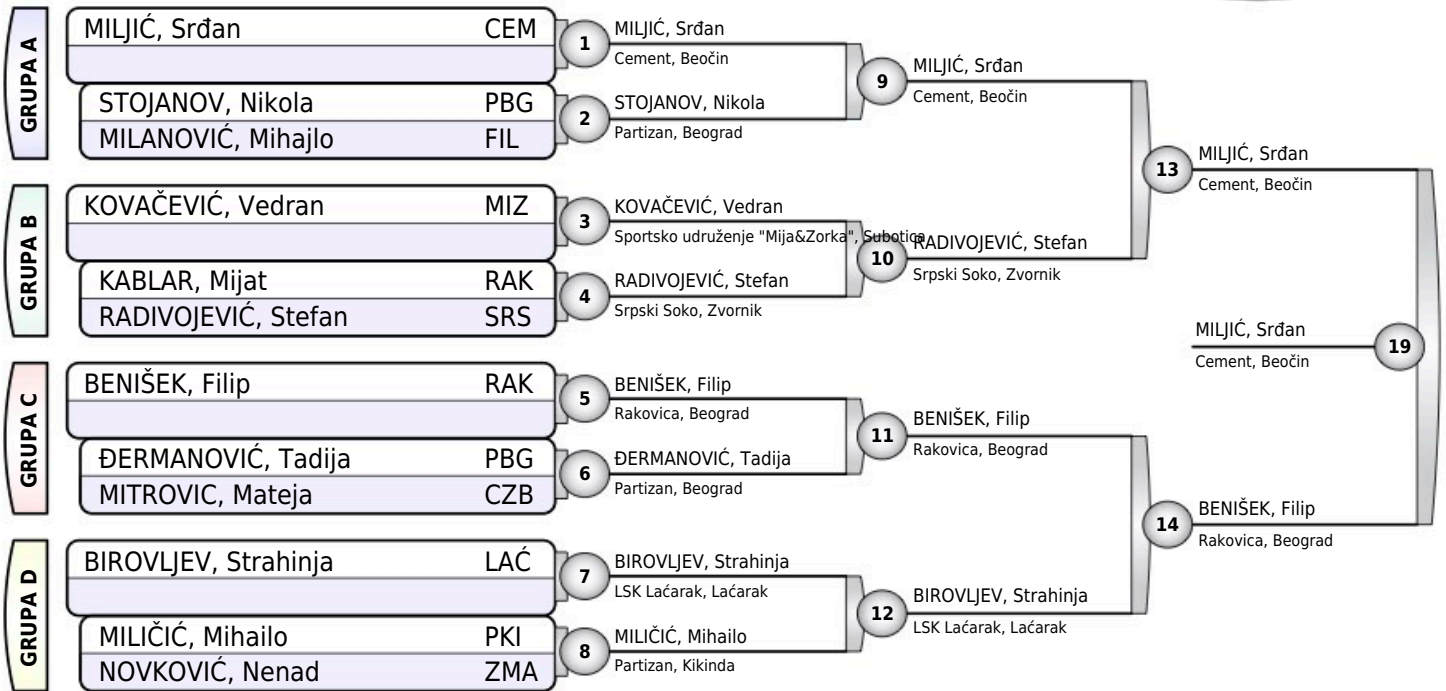 GRUPA A
MILJIĆ, Srđan CEM
STOJANOV, Nikola PBG
MILANOVIĆ, Mihajlo FIL
GRUPA B
KOVAČEVIĆ, Vedran MIZ
KABLAR, Mijat RAK
RADIVOJEVIĆ, Stefan SRS
GRUPA C
BENIŠEK, Filip RAK
ĐERMANOVIĆ, Tadija PBG
MITROVIC, Mateja CZB
GRUPA D
BIROVLJEV, Strahinja LAĆ
MILIČIĆ, Mihailo PKI
NOVKOVIĆ, Nenad ZMA
1
MILJIĆ, Srđan
Cement, Beočin
2
STOJANOV, Nikola
Partizan, Beograd
3
KOVAČEVIĆ, Vedran
Sportsko udruženje "Mija&Zorka", Subotica
4
RADIVOJEVIĆ, Stefan
Srpski Soko, Zvornik
5
BENIŠEK, Filip
Rakovica, Beograd
6
ĐERMANOVIĆ, Tadija
Partizan, Beograd
7
BIROVLJEV, Strahinja
LSK Laćarak, Laćarak
8
MILIČIĆ, Mihailo
Partizan, Kikinda
9
MILJIĆ, Srđan
Cement, Beočin
10
RADIVOJEVIĆ, Stefan
Srpski Soko, Zvornik
11
BENIŠEK, Filip
Rakovica, Beograd
12
BIROVLJEV, Strahinja
LSK Laćarak, Laćarak
13
MILJIĆ, Srđan
Cement, Beočin
14
BENIŠEK, Filip
Rakovica, Beograd
MILJIĆ, Srđan
Cement, Beočin
19